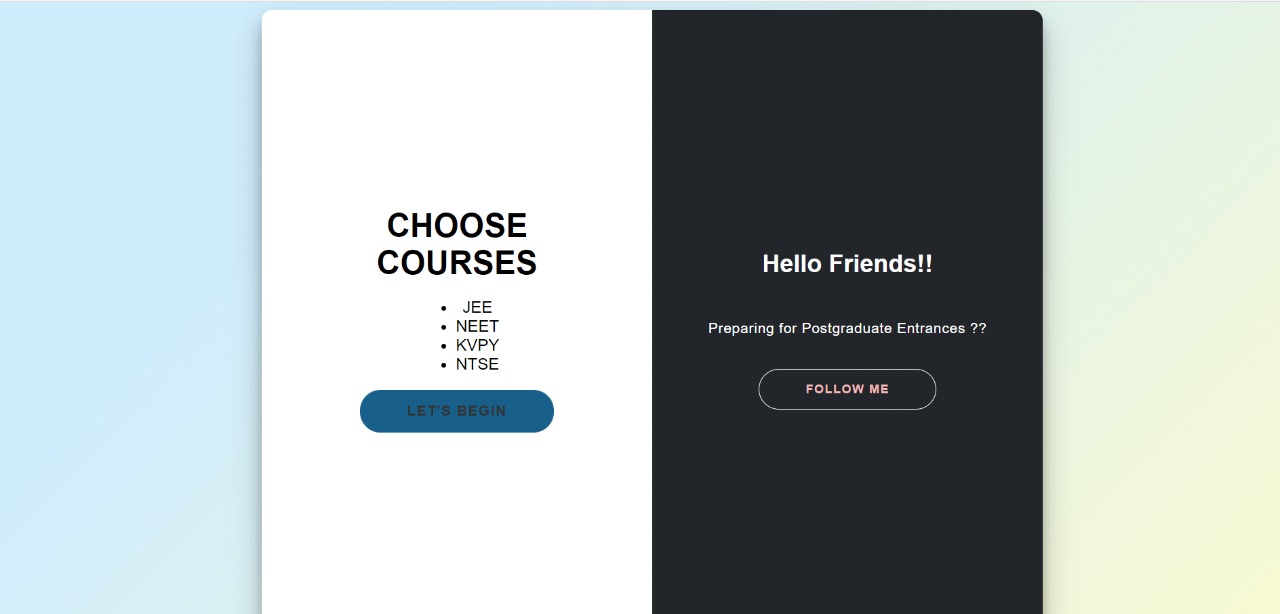 CHOOSE
COURSES
JEE
NEET
KVPY
NTSE
LET'S BEGIN
Hello Friends!!
Preparing for Postgraduate Entrances ??
FOLLOW ME